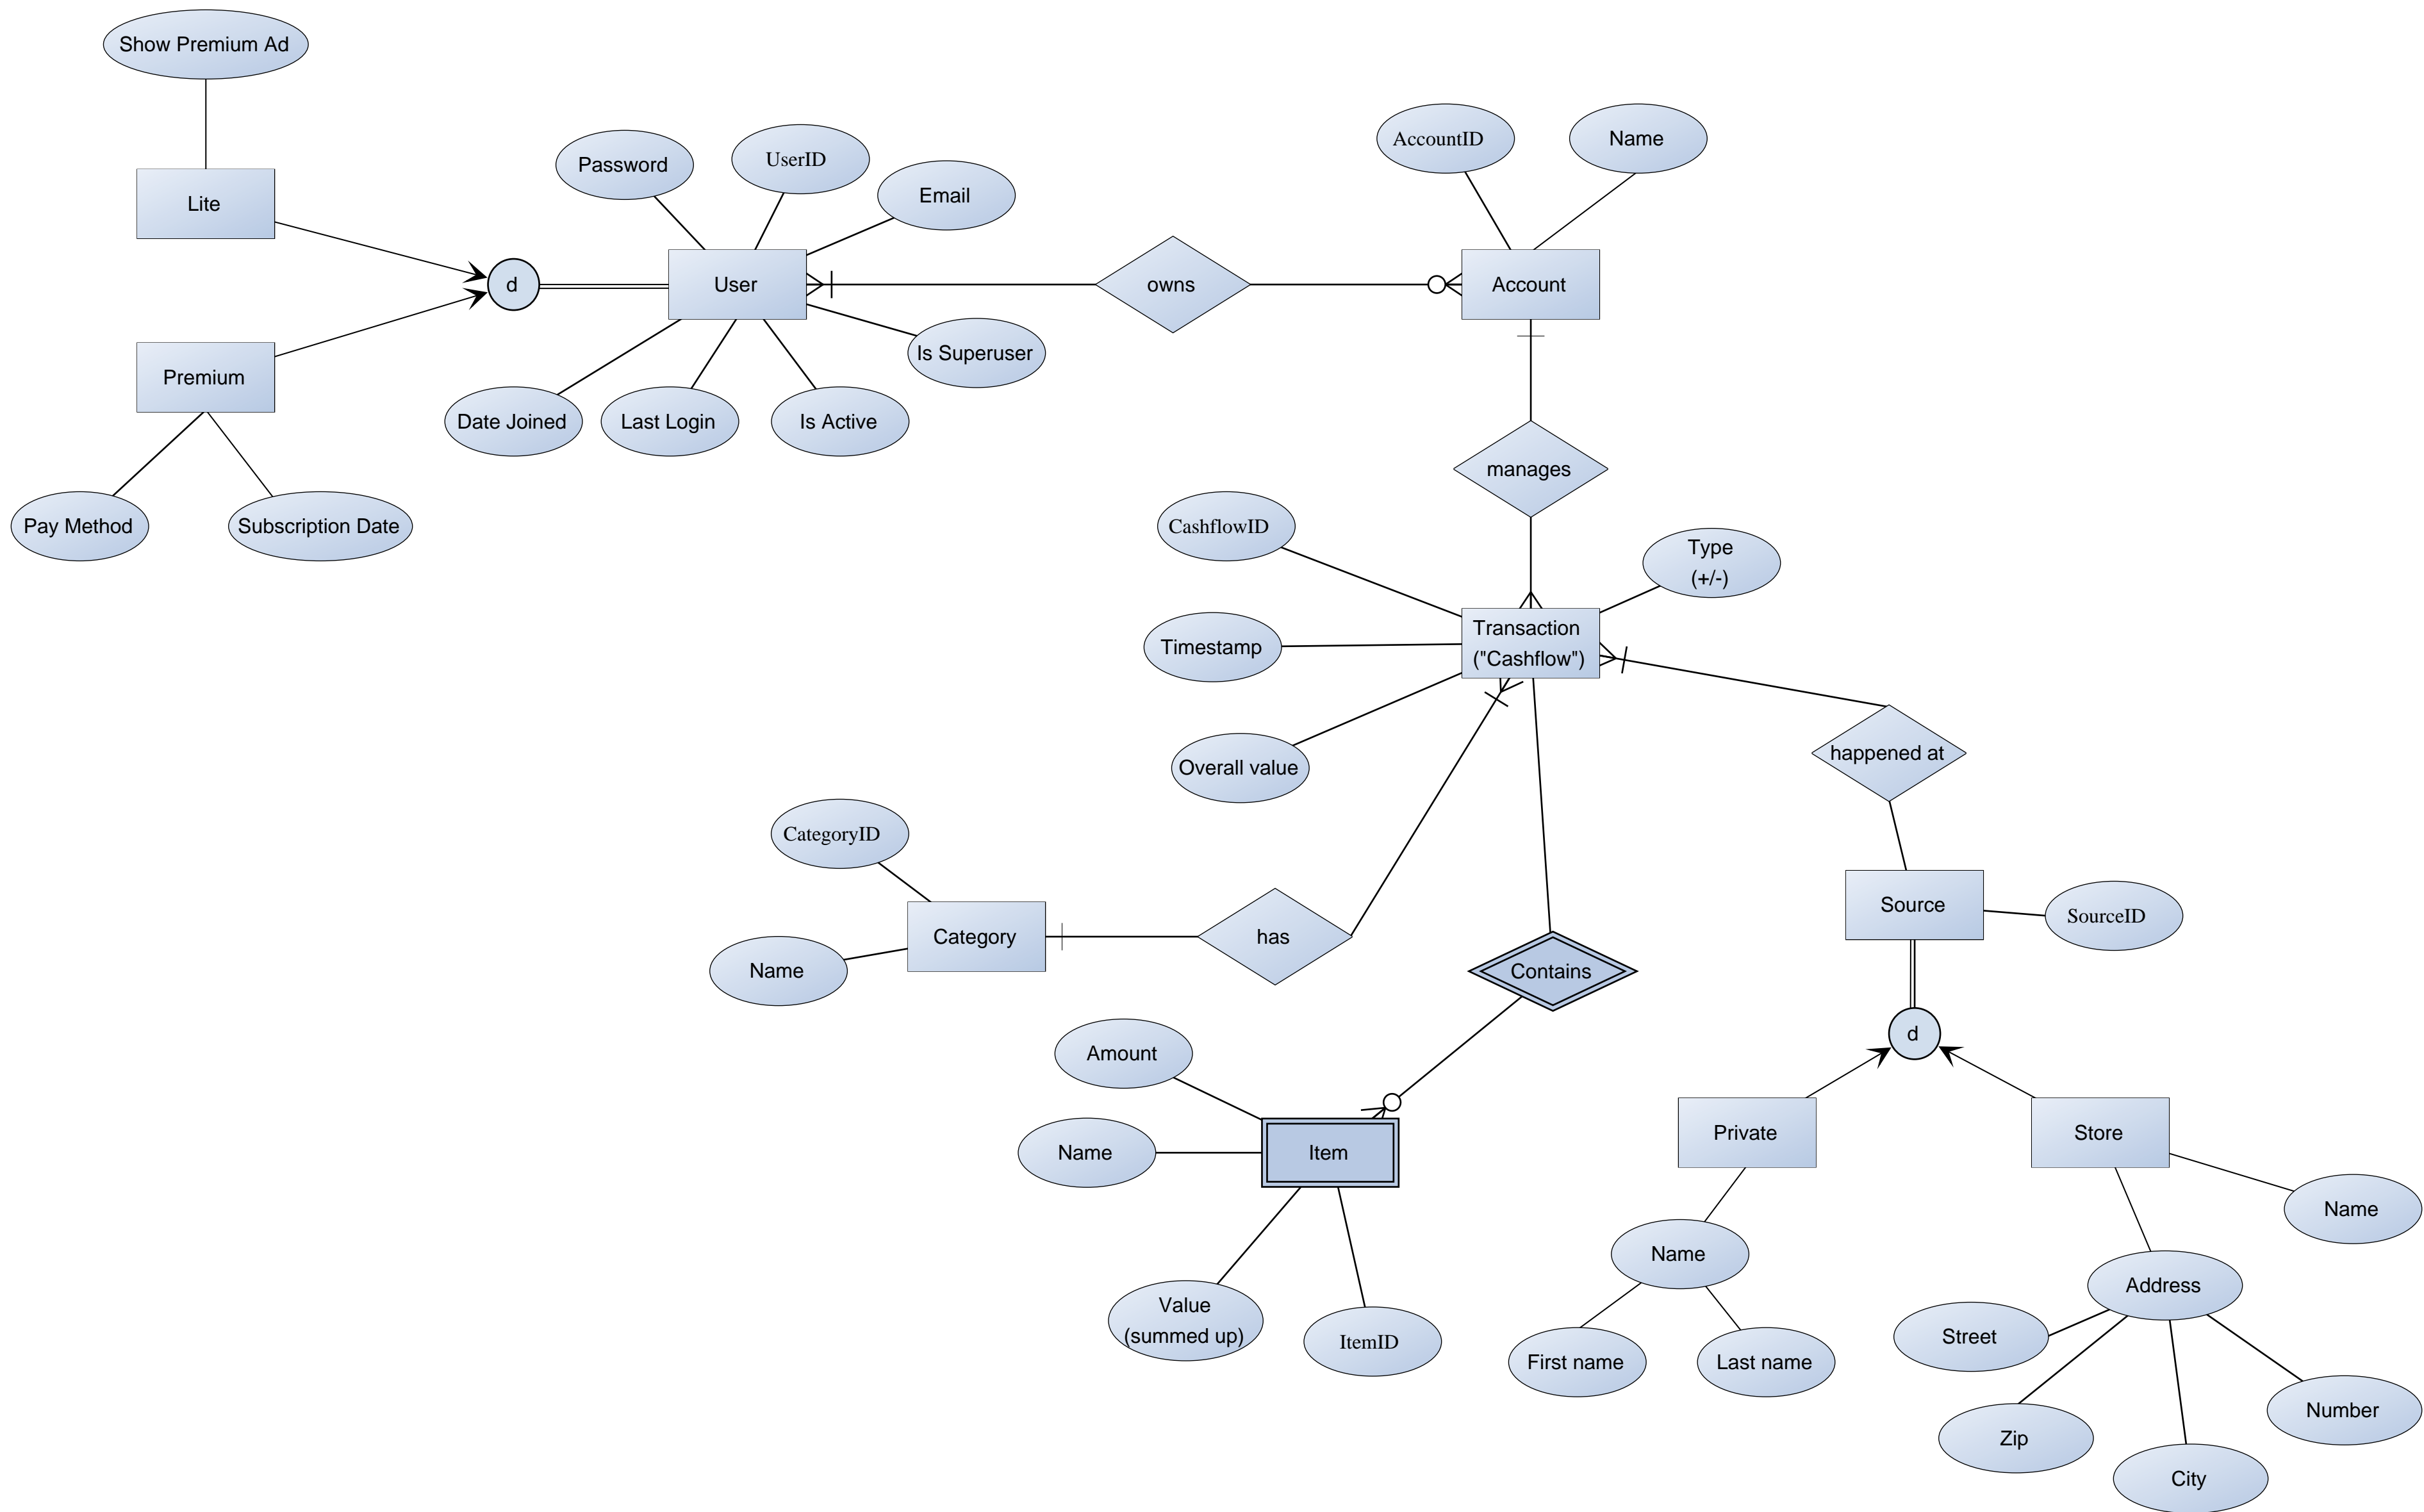 Show Premium Ad
Lite
Premium
Pay Method
Subscription Date
d
Password
UserID
Email
User
Is Superuser
Date Joined
Last Login
Is Active
owns
AccountID
Name
Account
manages
CashflowID
Type
(+/-)
Timestamp
Transaction
("Cashflow")
Overall value
happened at
CategoryID
Category
Name
has
Contains
Source
SourceID
d
Amount
Name
Item
Value
(summed up)
ItemID
Private
Store
Name
Name
First name
Last name
Address
Street
Zip
City
Number